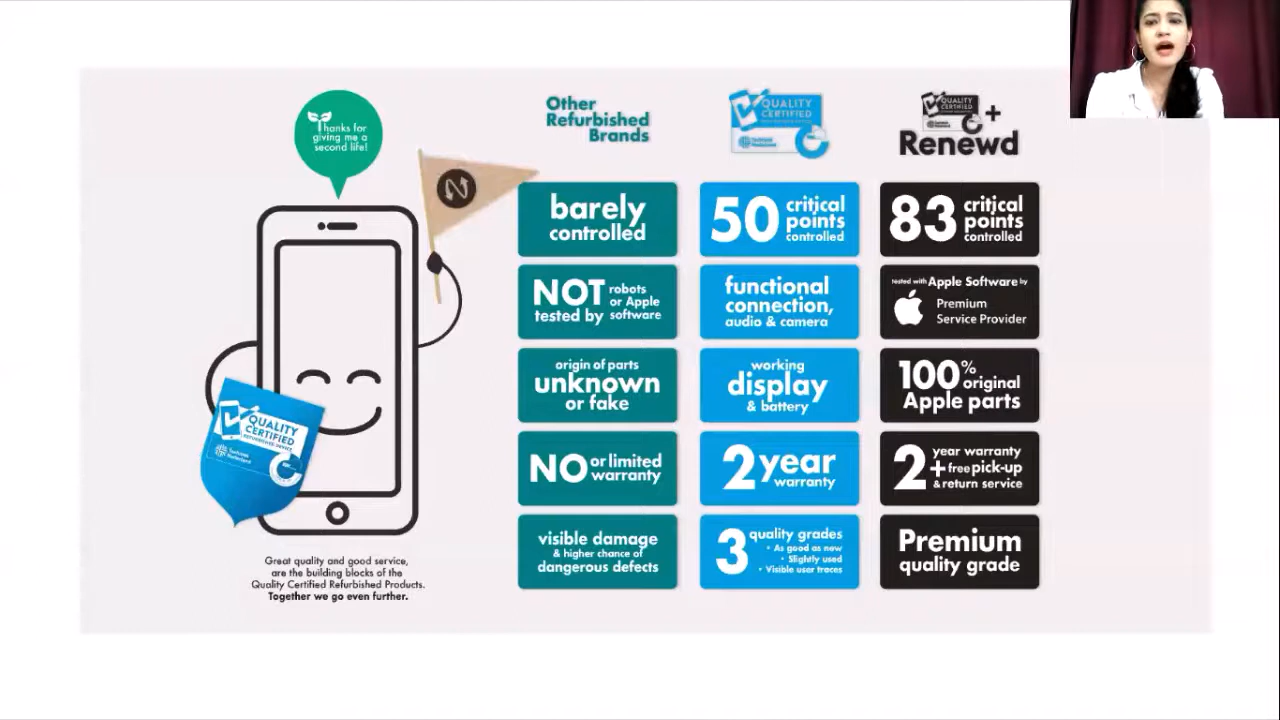 Thanks for
giving me a
second life!
QUALITY
CERTIFIED
REFURBISHED DEVICE
Great quality and good service,
are the building blocks of the
Quality Certified Refurbished Products.
Together we go even further.
Other
Refurbished
Brands
barely
controlled
NOT robots
or Apple
tested by software
origin of parts
unknown
or fake
NO or limited
warranty
visible damage
& higher chance of
dangerous defects
QUALITY
CERTIFIED
50 critical
points
controlled
functional
connection,
audio & camera
working
display
& battery
2 year
warranty
3 quality grades
• As good as new
• Slightly used
• Visible user traces
QUALITY
CERTIFIED
+
Renewd
83 critical
points
controlled
tested with Apple Software by
Premium
Service Provider
100% original
Apple parts
2 year warranty
+ free pick-up
& return service
Premium
quality grade